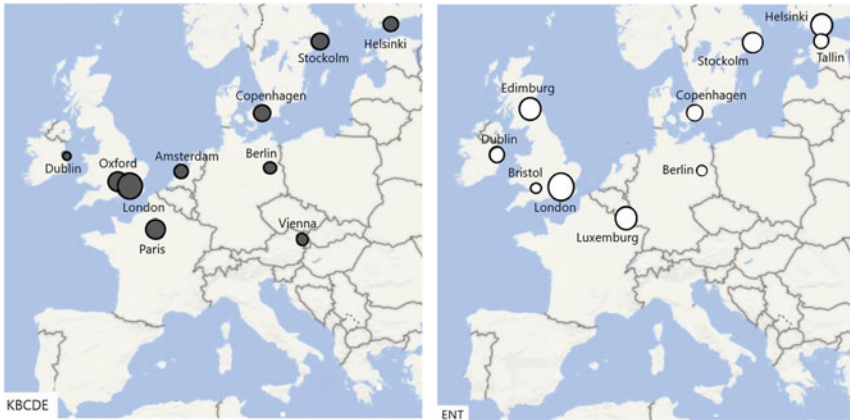 Stockolm
Helsinki
Copenhagen
Dublin
Oxford
Amsterdam
Berlin
London
Paris
Vienna
KBCDE
Helsinki
Stockolm
Tallin
Edimburg
Copenhagen
Dublin
Bristol
Berlin
London
Luxemburg
ENT